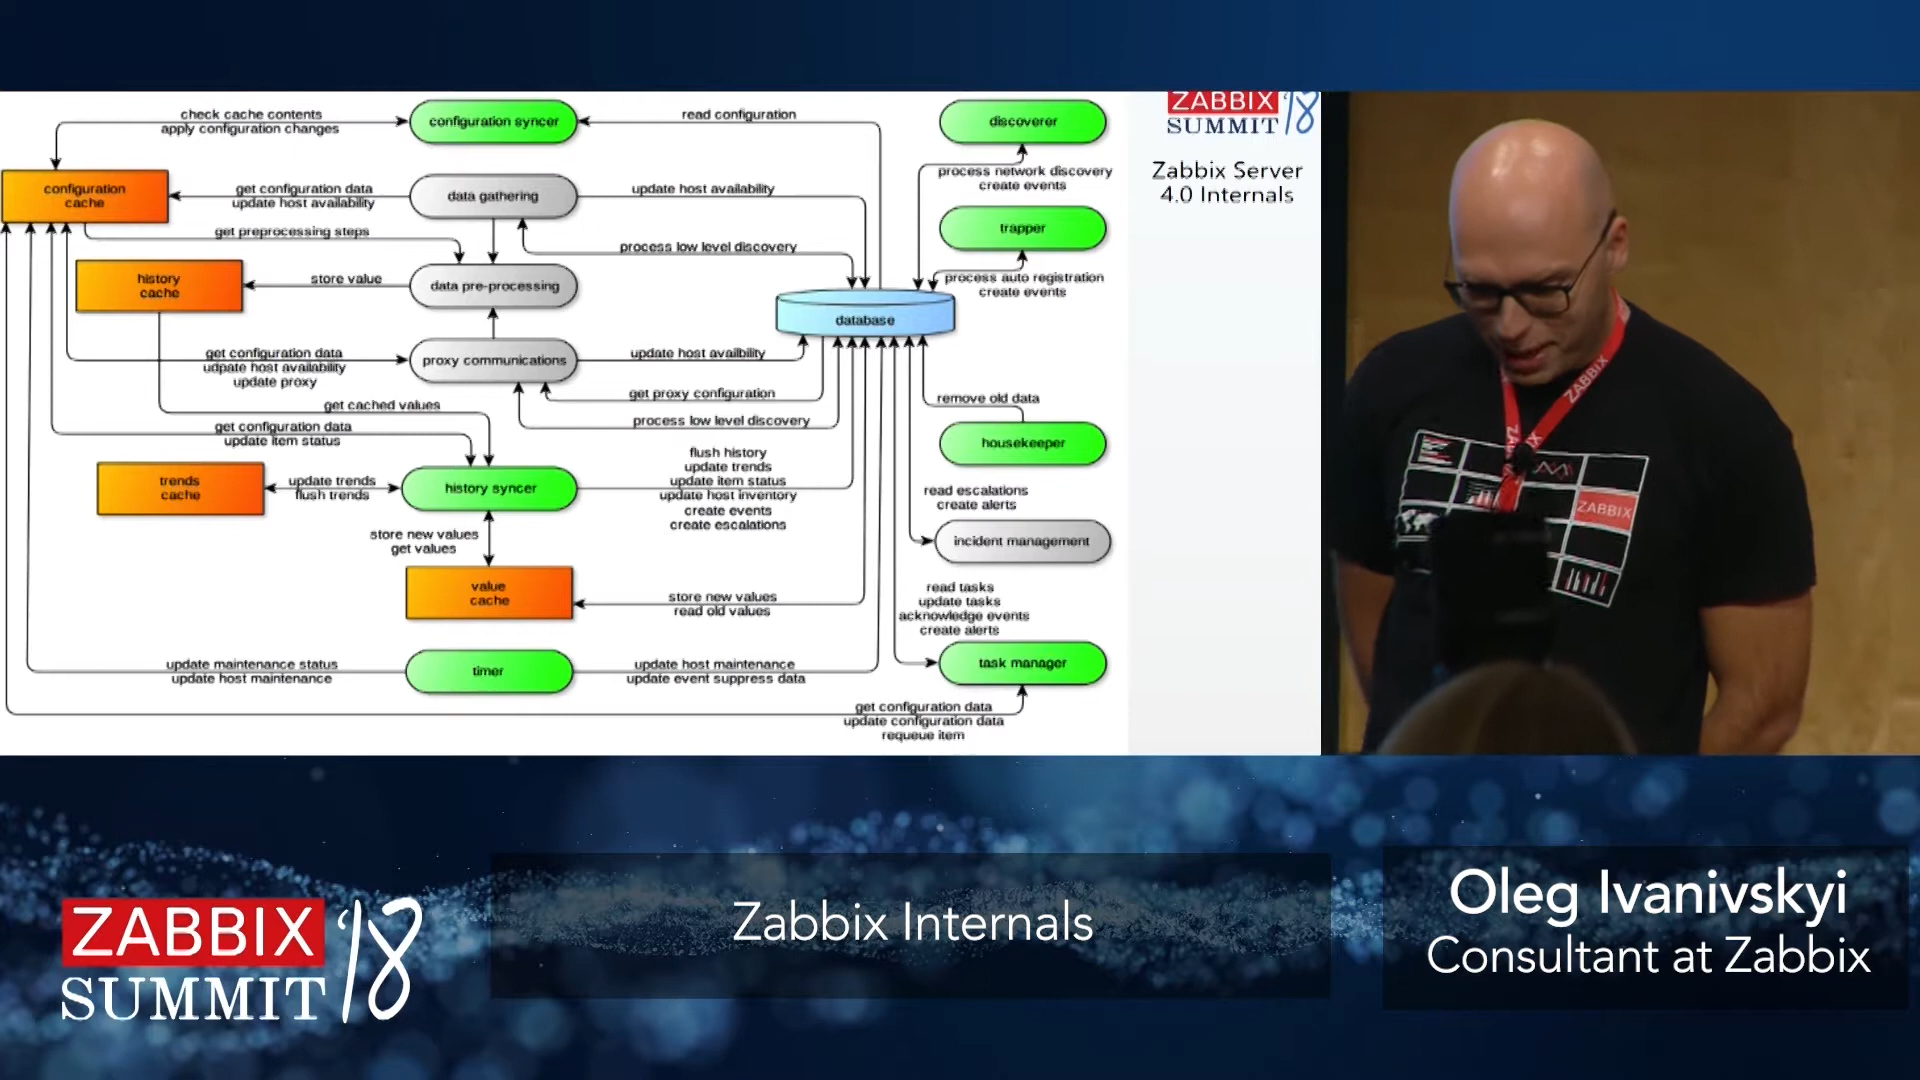 check cache contents
apply configuration changes
configuration syncer
read configuration
discoverer
ZABBIX '18
SUMMIT
Zabbix Server
4.0 Internals
configuration
cache
get configuration data
update host availability
data gathering
update host availability
process network discovery
create events
get preprocessing steps
process low level discovery
trapper
history
cache
store value
data pre-processing
process auto registration
create events
database
get configuration data
udpate host availability
update proxy
proxy communications
update host availbility
get proxy configuration
process low level discovery
remove old data
housekeeper
get cached values
get configuration data
update item status
trends
cache
update trends
flush trends
history syncer
flush history
update trends
update item status
update host inventory
create events
create escalations
read escalations
create alerts
incident management
store new values
get values
value
cache
store new values
read old values
read tasks
update tasks
acknowledge events
create alerts
task manager
update maintenance status
update host maintenance
timer
update host maintenance
update event suppress data
get configuration data
update configuration data
requeue item
ZABBIX
ZABBIX
ZABBIX '18
SUMMIT
Zabbix Internals
Oleg Ivanivskyi
Consultant at Zabbix